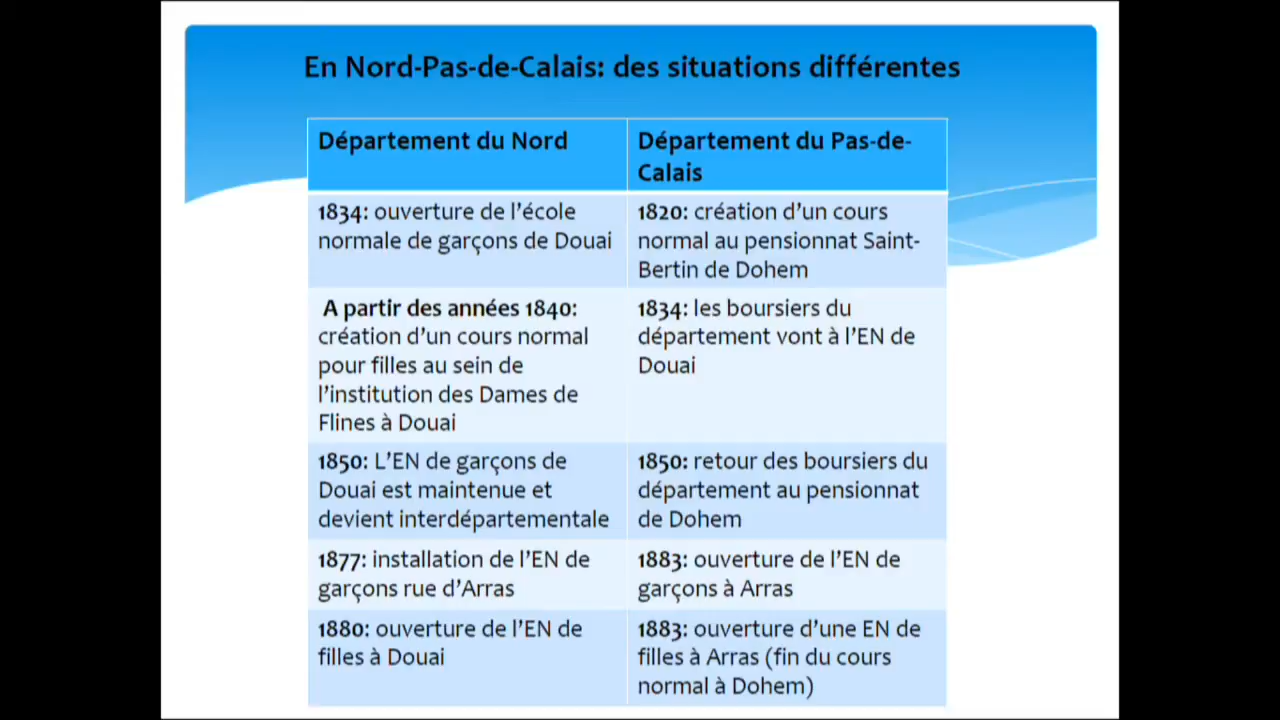 En Nord-Pas-de-Calais: des situations différentes
Département du Nord
Département du Pas-de-
Calais
1834: ouverture de l’école
normale de garçons de Douai
1820: création d’un cours
normal au pensionnat Saint-
Bertin de Dohem
A partir des années 1840:
création d’un cours normal
pour filles au sein de
l’institution des Dames de
Flines à Douai
1834: les boursiers du
département vont à l’EN de
Douai
1850: L’EN de garçons de
Douai est maintenue et
devient interdépartementale
1850: retour des boursiers du
département au pensionnat
de Dohem
1877: installation de l’EN de
garçons rue d’Arras
1883: ouverture de l’EN de
garçons à Arras
1880: ouverture de l’EN de
filles à Douai
1883: ouverture d’une EN de
filles à Arras (fin du cours
normal à Dohem)